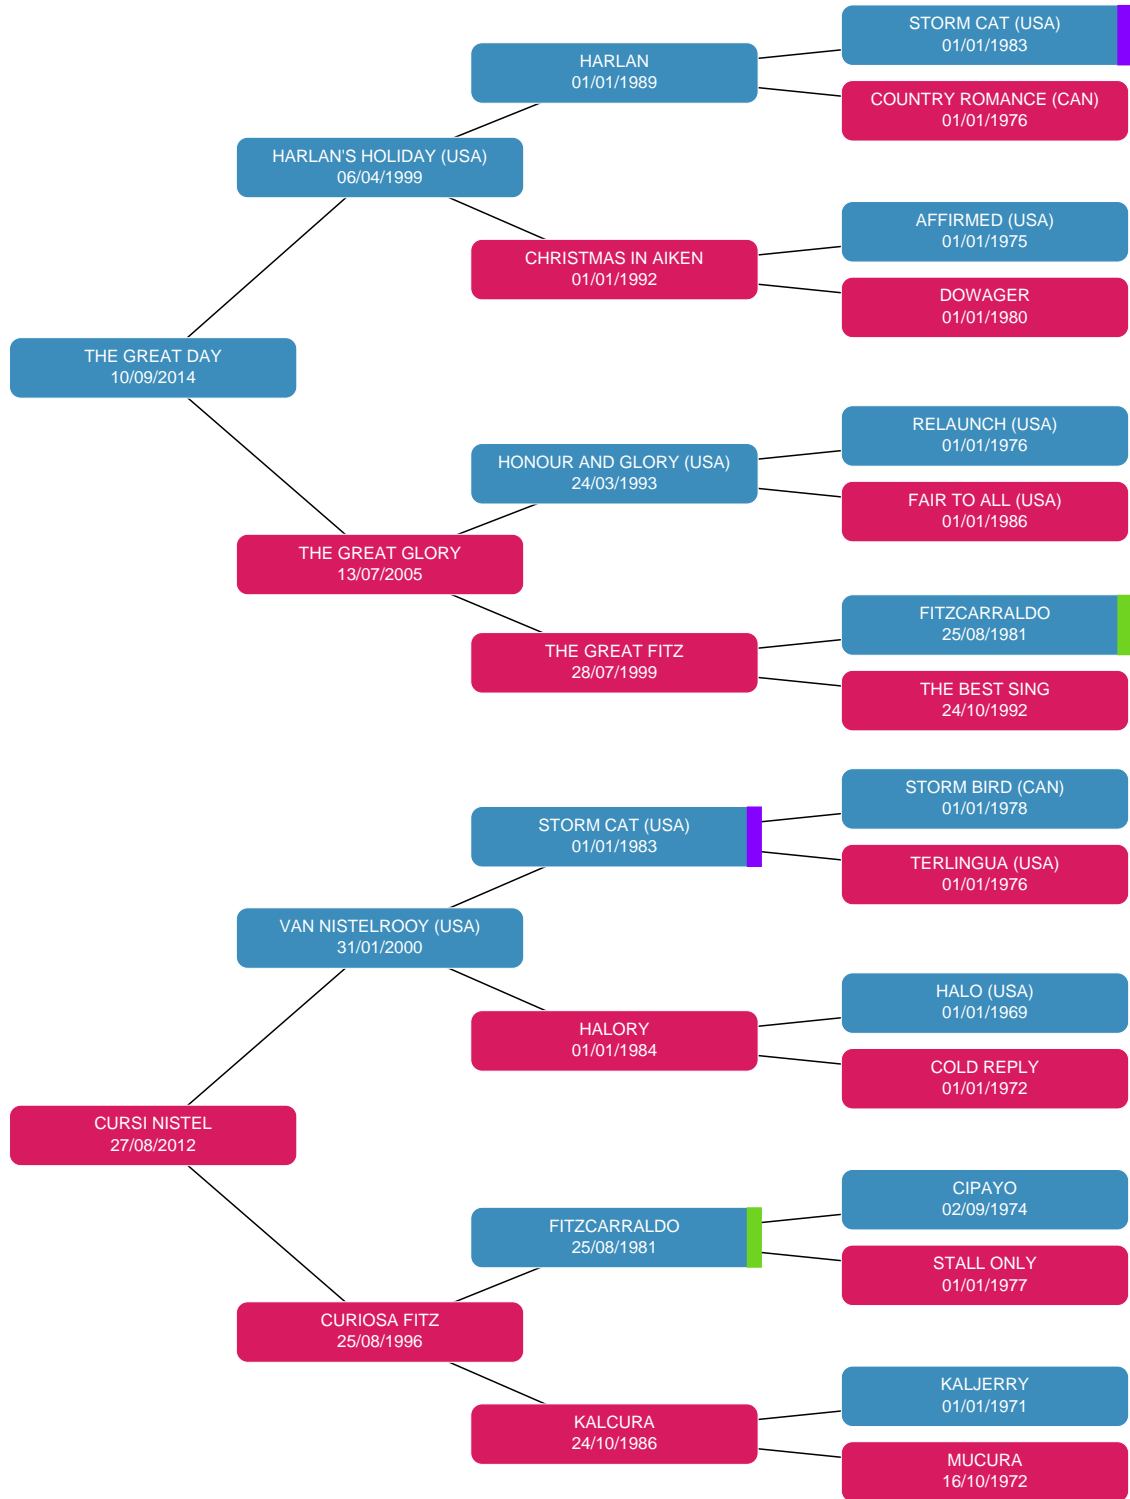 STORM CAT (USA)
01/01/1983
HARLAN
01/01/1989
COUNTRY ROMANCE (CAN)
01/01/1976
HARLAN'S HOLIDAY (USA)
06/04/1999
AFFIRMED (USA)
01/01/1975
CHRISTMAS IN AIKEN
01/01/1992
DOWAGER
01/01/1980
THE GREAT DAY
10/09/2014
RELAUNCH (USA)
01/01/1976
HONOUR AND GLORY (USA)
24/03/1993
FAIR TO ALL (USA)
01/01/1986
THE GREAT GLORY
13/07/2005
FITZCARRALDO
25/08/1981
THE GREAT FITZ
28/07/1999
THE BEST SING
24/10/1992
STORM BIRD (CAN)
01/01/1978
STORM CAT (USA)
01/01/1983
TERLINGUA (USA)
01/01/1976
VAN NISTELROOY (USA)
31/01/2000
HALO (USA)
01/01/1969
HALORY
01/01/1984
COLD REPLY
01/01/1972
CURSI NISTEL
27/08/2012
CIPAYO
02/09/1974
FITZCARRALDO
25/08/1981
STALL ONLY
01/01/1977
CURIOSA FITZ
25/08/1996
KALJERRY
01/01/1971
KALCURA
24/10/1986
MUCURA
16/10/1972